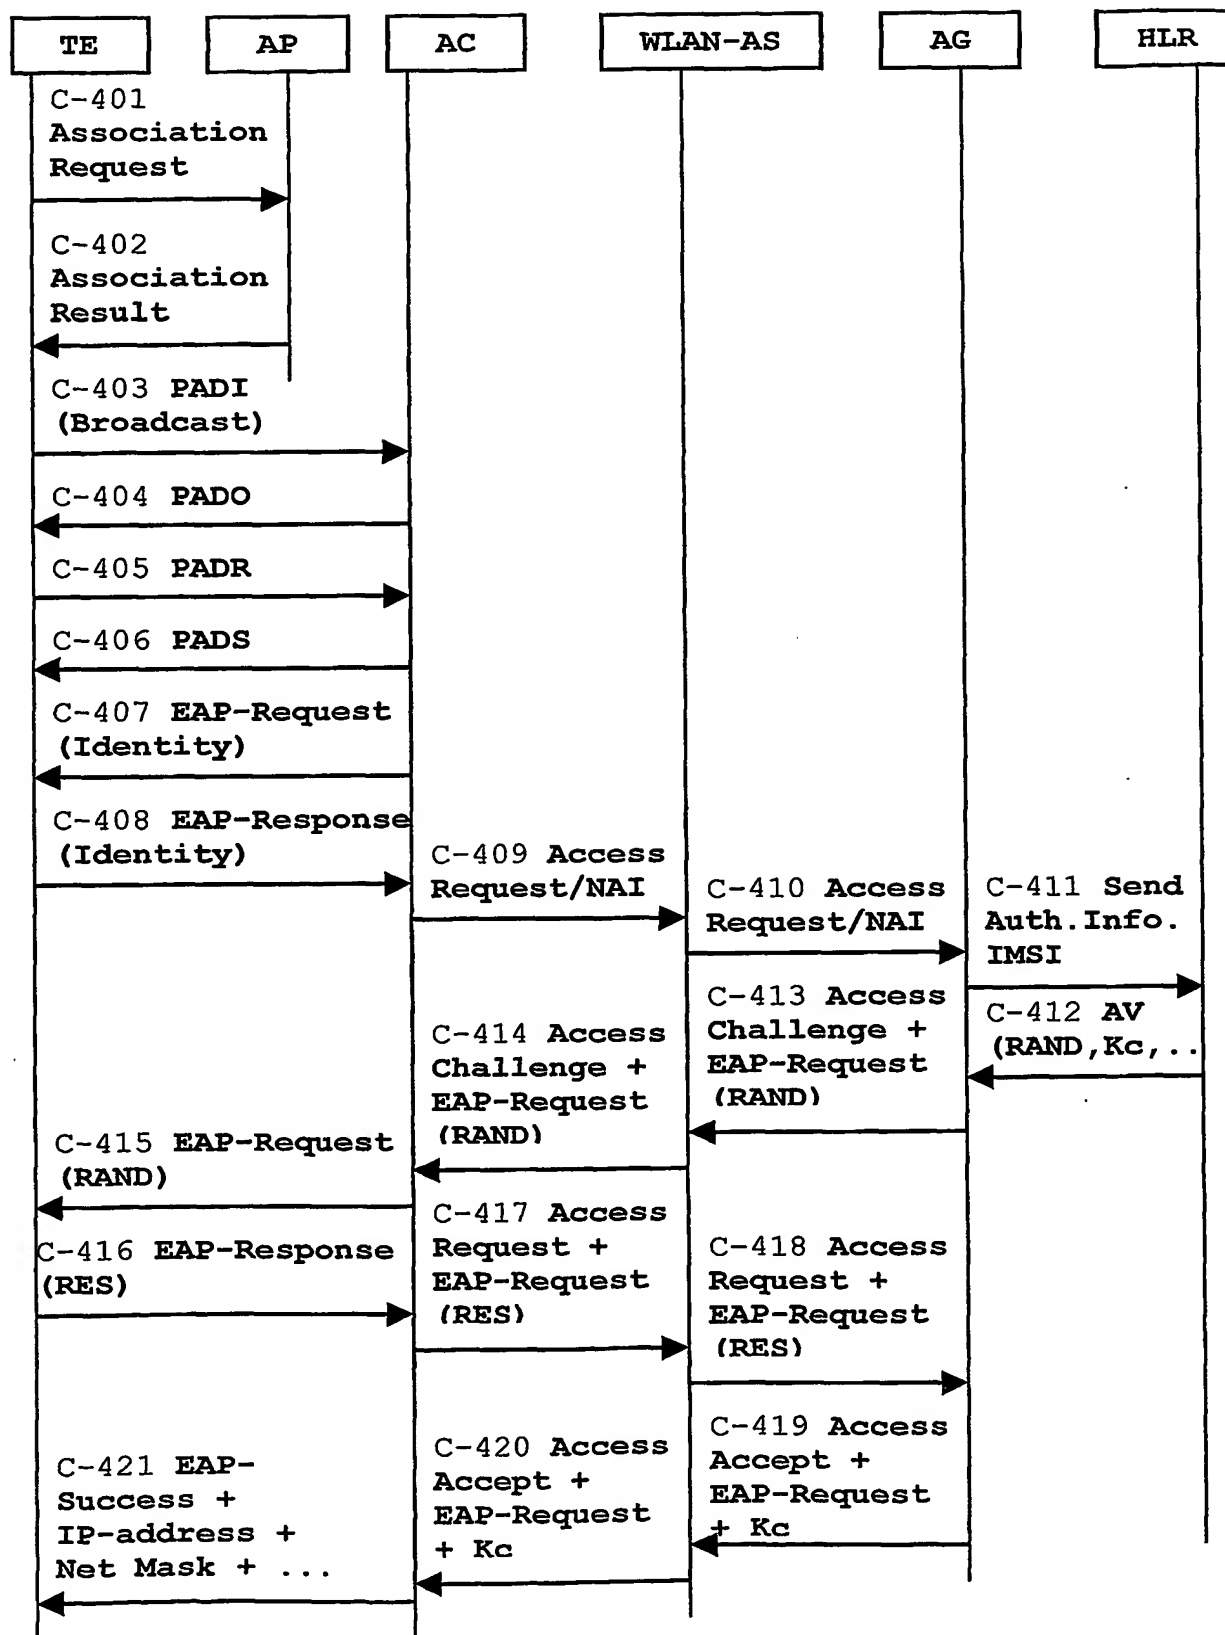 TE
AP
AC
WLAN-AS
AG
HLR
C-401
Association
Request
C-402
Association
Result
C-403 PADI
(Broadcast)
C-404 PADO
C-405 PADR
C-406 PADS
C-407 EAP-Request
(Identity)
C-408 EAP-Response
(Identity)
C-409 Access
Request/NAI
C-410 Access
Request/NAI
C-411 Send
Auth.Info.
IMSI
C-412 AV
(RAND,Kc,..
C-413 Access
Challenge +
EAP-Request
(RAND)
C-414 Access
Challenge +
EAP-Request
(RAND)
C-415 EAP-Request
(RAND)
C-416 EAP-Response
(RES)
C-417 Access
Request +
EAP-Request
(RES)
C-418 Access
Request +
EAP-Request
(RES)
C-419 Access
Accept +
EAP-Request
+ Kc
C-420 Access
Accept +
EAP-Request
+ Kc
C-421 EAP-
Success +
IP-address +
Net Mask + ...